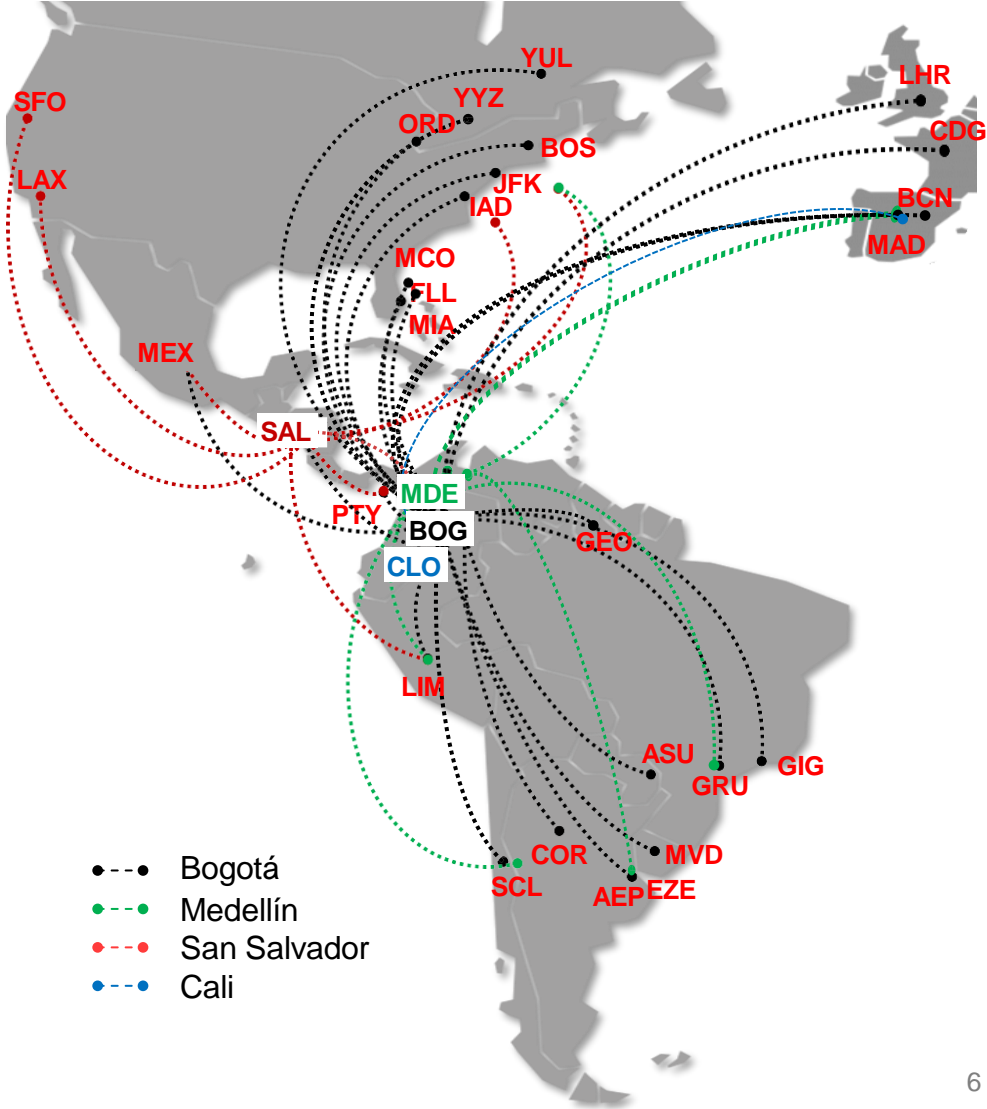 YUL
LHR
SFO
YYZ
ORD
CDG
BOS
LAX
JFK
BCN
IAD
MAD
MCO
FLL
MIA
MEX
SAL
MDE
PTY
BOG
GEO
CLO
LIM
ASU
GIG
GRU
COR
MVD
SCL
AEP
EZE
Bogotá
Medellín
San Salvador
Cali
6